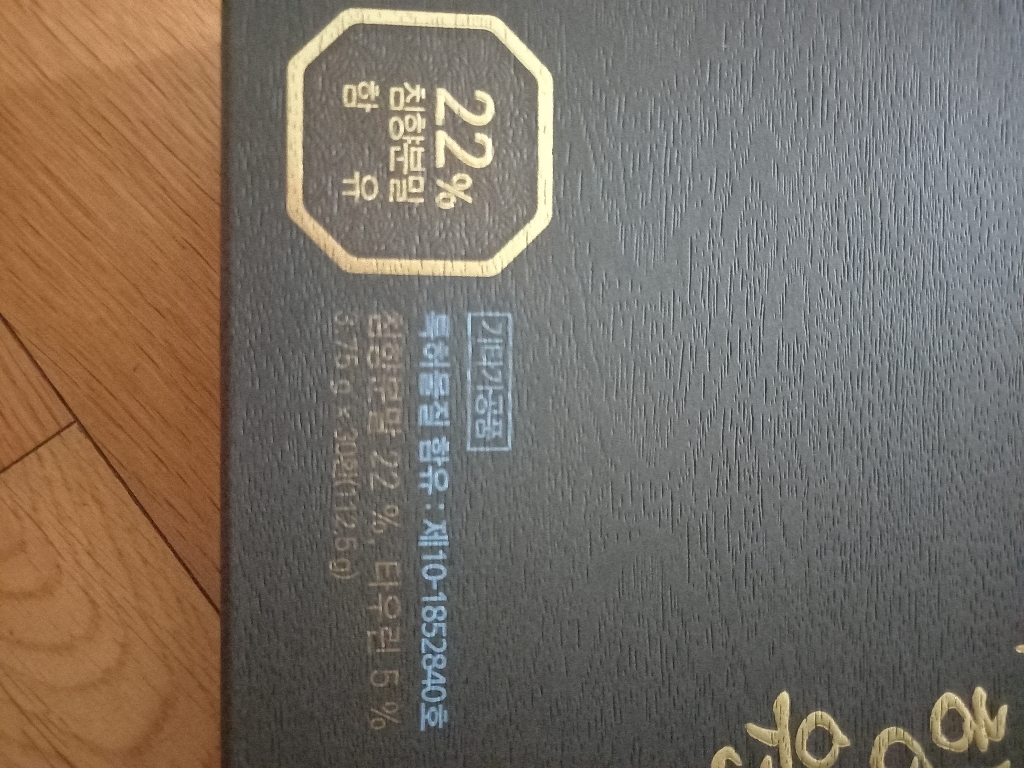 22%
침향분말
함 유
기타가공품
특허물질 함유 : 제10-1852840호
침향분말 22 %, 타우린 5 %
3.75 g x 30환(112.5 g)